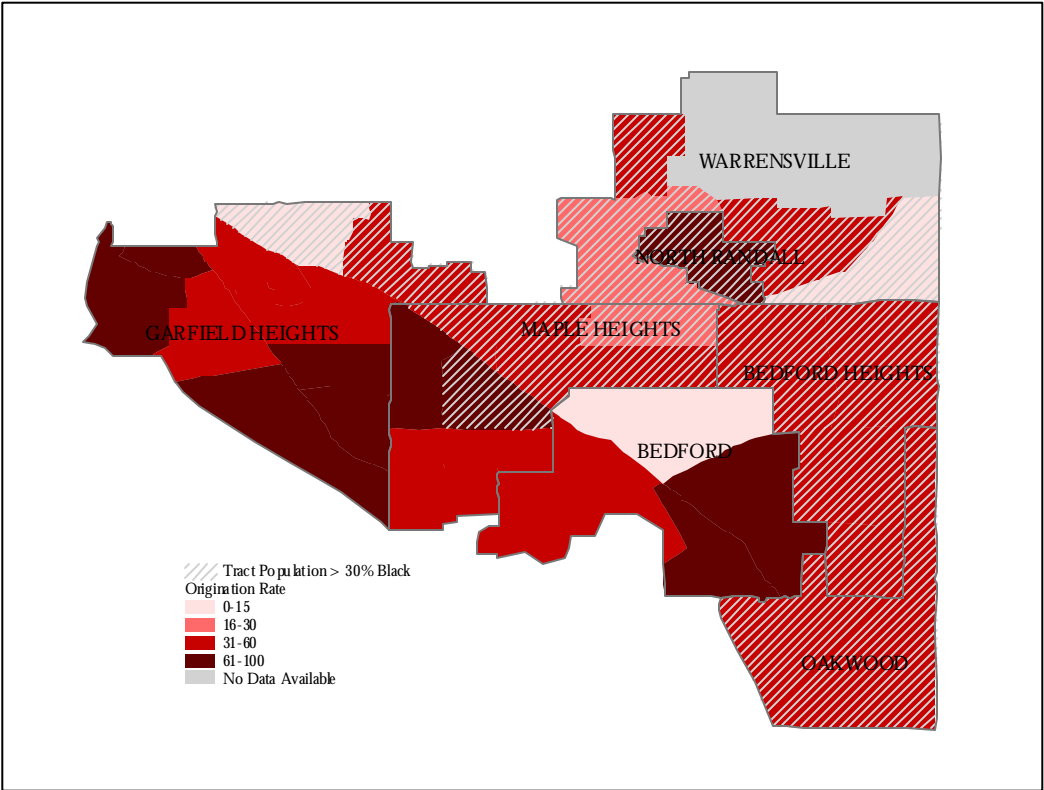 WARRENSVILLE
NORTH RANDALL
GARFIELD HEIGHTS
MAPLE HEIGHTS
BEDFORD HEIGHTS
BEDFORD
Tract Population > 30% Black
Origination Rate
0-15
16-30
31-60
61-100
No Data Available
OAKWOOD